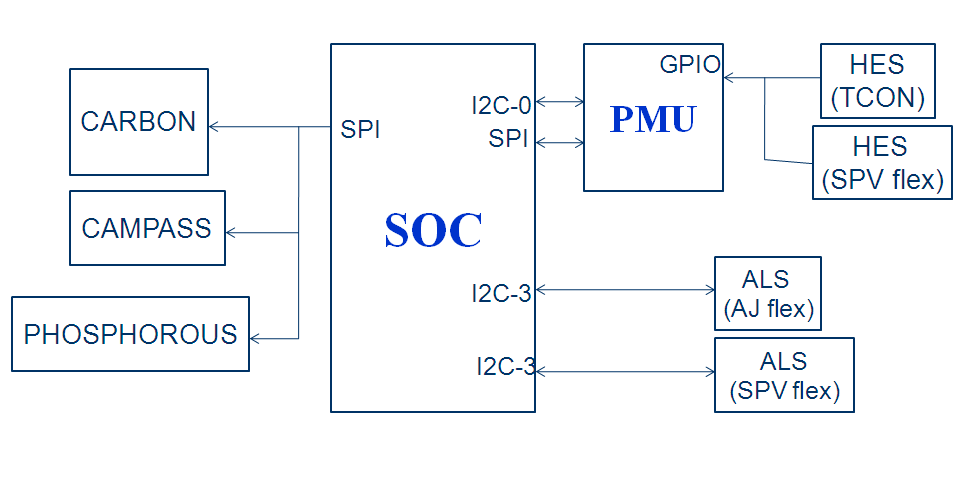 CARBON
CAMPASS
PHOSPHOROUS
SPI
SOC
I2C-0
SPI
I2C-3
I2C-3
GPIO
PMU
HES
(TCON)
HES
(SPV flex)
ALS
(AJ flex)
ALS
(SPV flex)